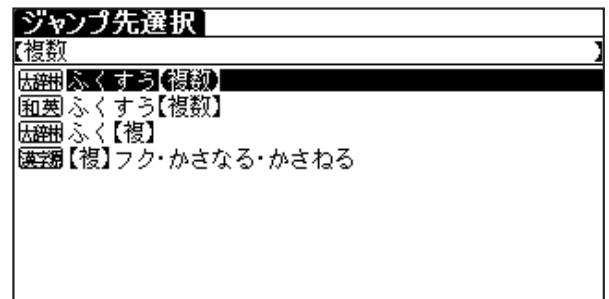 ジャンプ先選択
【複数 】
大辞林 ふくすう【複数】
和英 ふくすう【複数】
大辞林 ふく【複】
漢字源 【複】フク・かさなる・かさねる